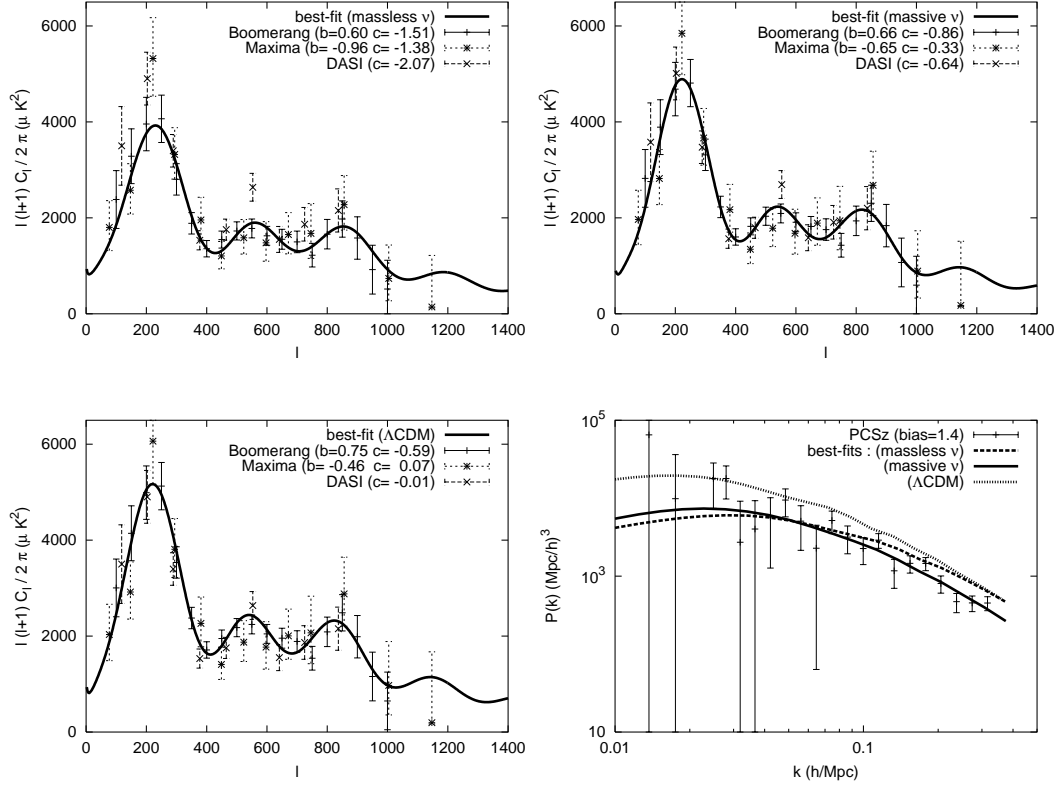 best-fit (massless ν)
Boomerang (b=0.60 c= -1.51)
Maxima (b= -0.96 c= -1.38)
DASI (c= -2.07)
l (l+1) C_l / 2 π (μ K²)
6000
4000
2000
0
0 200 400 600 800 1000 1200 1400
l
best-fit (massive ν)
Boomerang (b=0.66 c= -0.86)
Maxima (b= -0.65 c= -0.33)
DASI (c= -0.64)
l (l+1) C_l / 2 π (μ K²)
6000
4000
2000
0
0 200 400 600 800 1000 1200 1400
l
best-fit (ΛCDM)
Boomerang (b=0.75 c= -0.59)
Maxima (b= -0.46 c= 0.07)
DASI (c= -0.01)
l (l+1) C_l / 2 π (μ K²)
6000
4000
2000
0
0 200 400 600 800 1000 1200 1400
l
PCSz (bias=1.4)
best-fits : (massless ν)
(massive ν)
(ΛCDM)
P(k) (Mpc/h)³
10⁵
10³
10
0.01 0.1
k (h/Mpc)